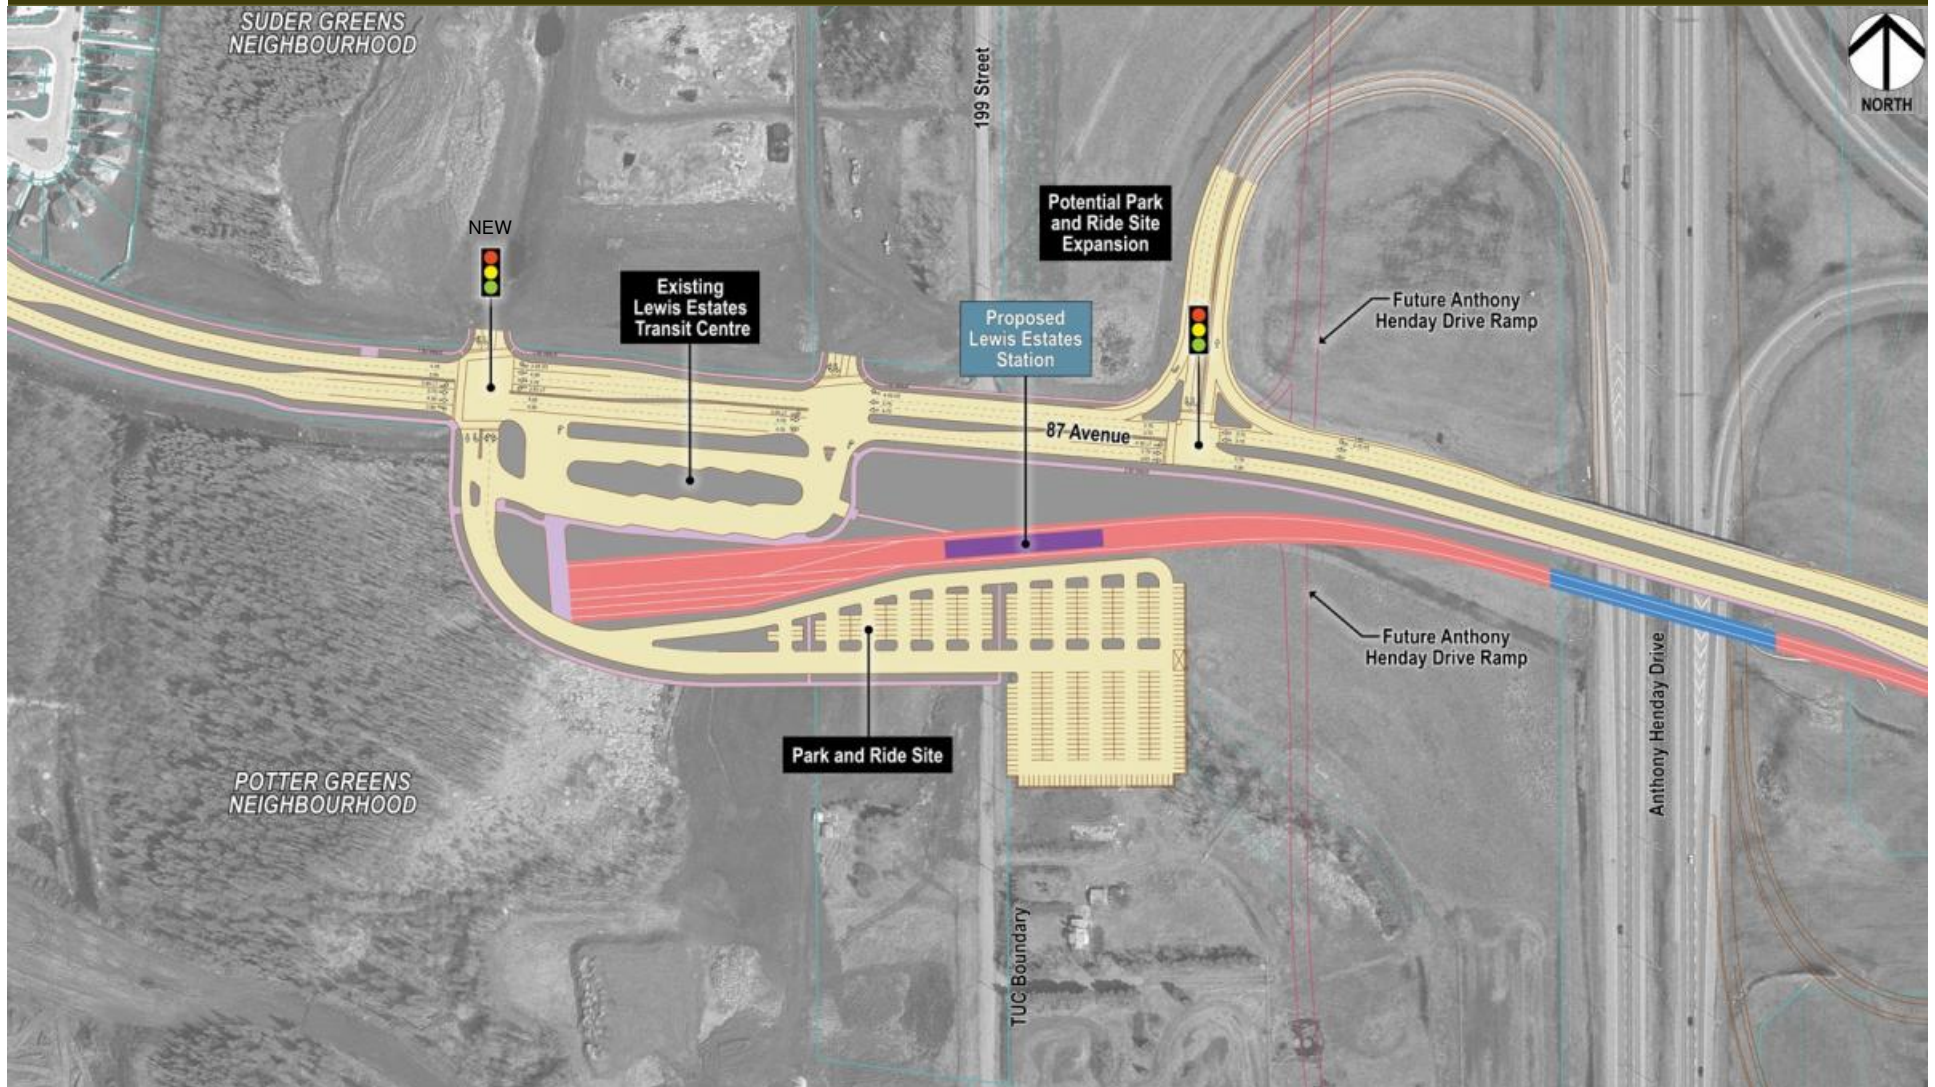 SUDER GREENS
NEIGHBOURHOOD
NORTH
199 Street
NEW
Potential Park
and Ride Site
Expansion
Existing
Lewis Estates
Transit Centre
Proposed
Lewis Estates
Station
Future Anthony
Henday Drive Ramp
87 Avenue
Future Anthony
Henday Drive Ramp
Anthony Henday Drive
Park and Ride Site
POTTER GREENS
NEIGHBOURHOOD
TUC Boundary